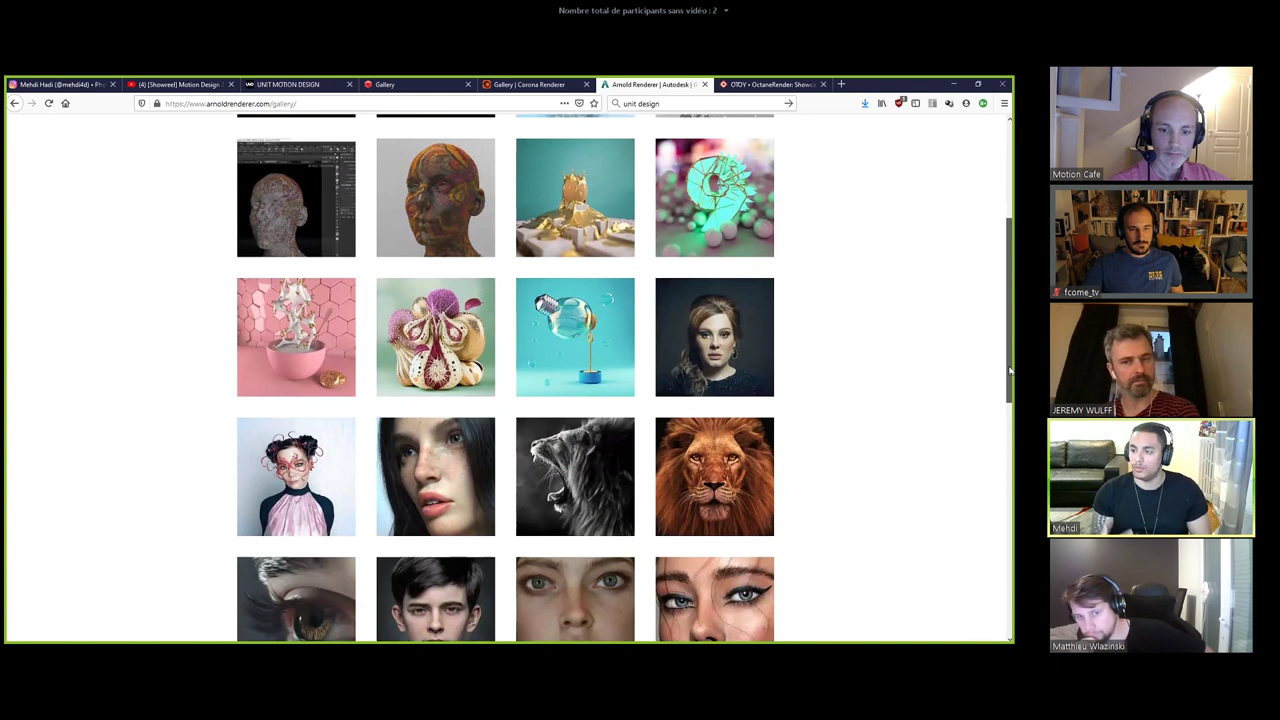 Nombre total de participants sans vidéo : 2
Mehdi Hadi (@mehdi4d) • Pho
(4) [Showreel] Motion Design
UNIT MOTION DESIGN
Gallery
Gallery | Corona Renderer
Arnold Renderer | Autodesk | G
OTOY • OctaneRender: Showca
https://www.arnoldrenderer.com/gallery/
unit design
Motion Cafe
fcome_tv
JEREMY WULFF
Mehdi
Matthieu Wlazinski